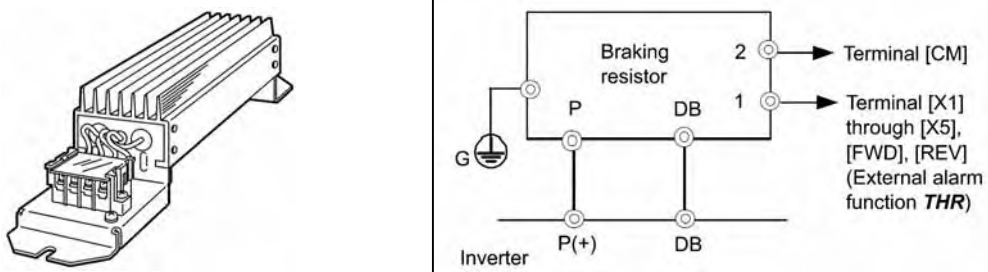 Braking
resistor
2
Terminal [CM]
1
Terminal [X1]
through [X5],
[FWD], [REV]
(External alarm
function THR)
P
DB
G
P(+)
DB
Inverter